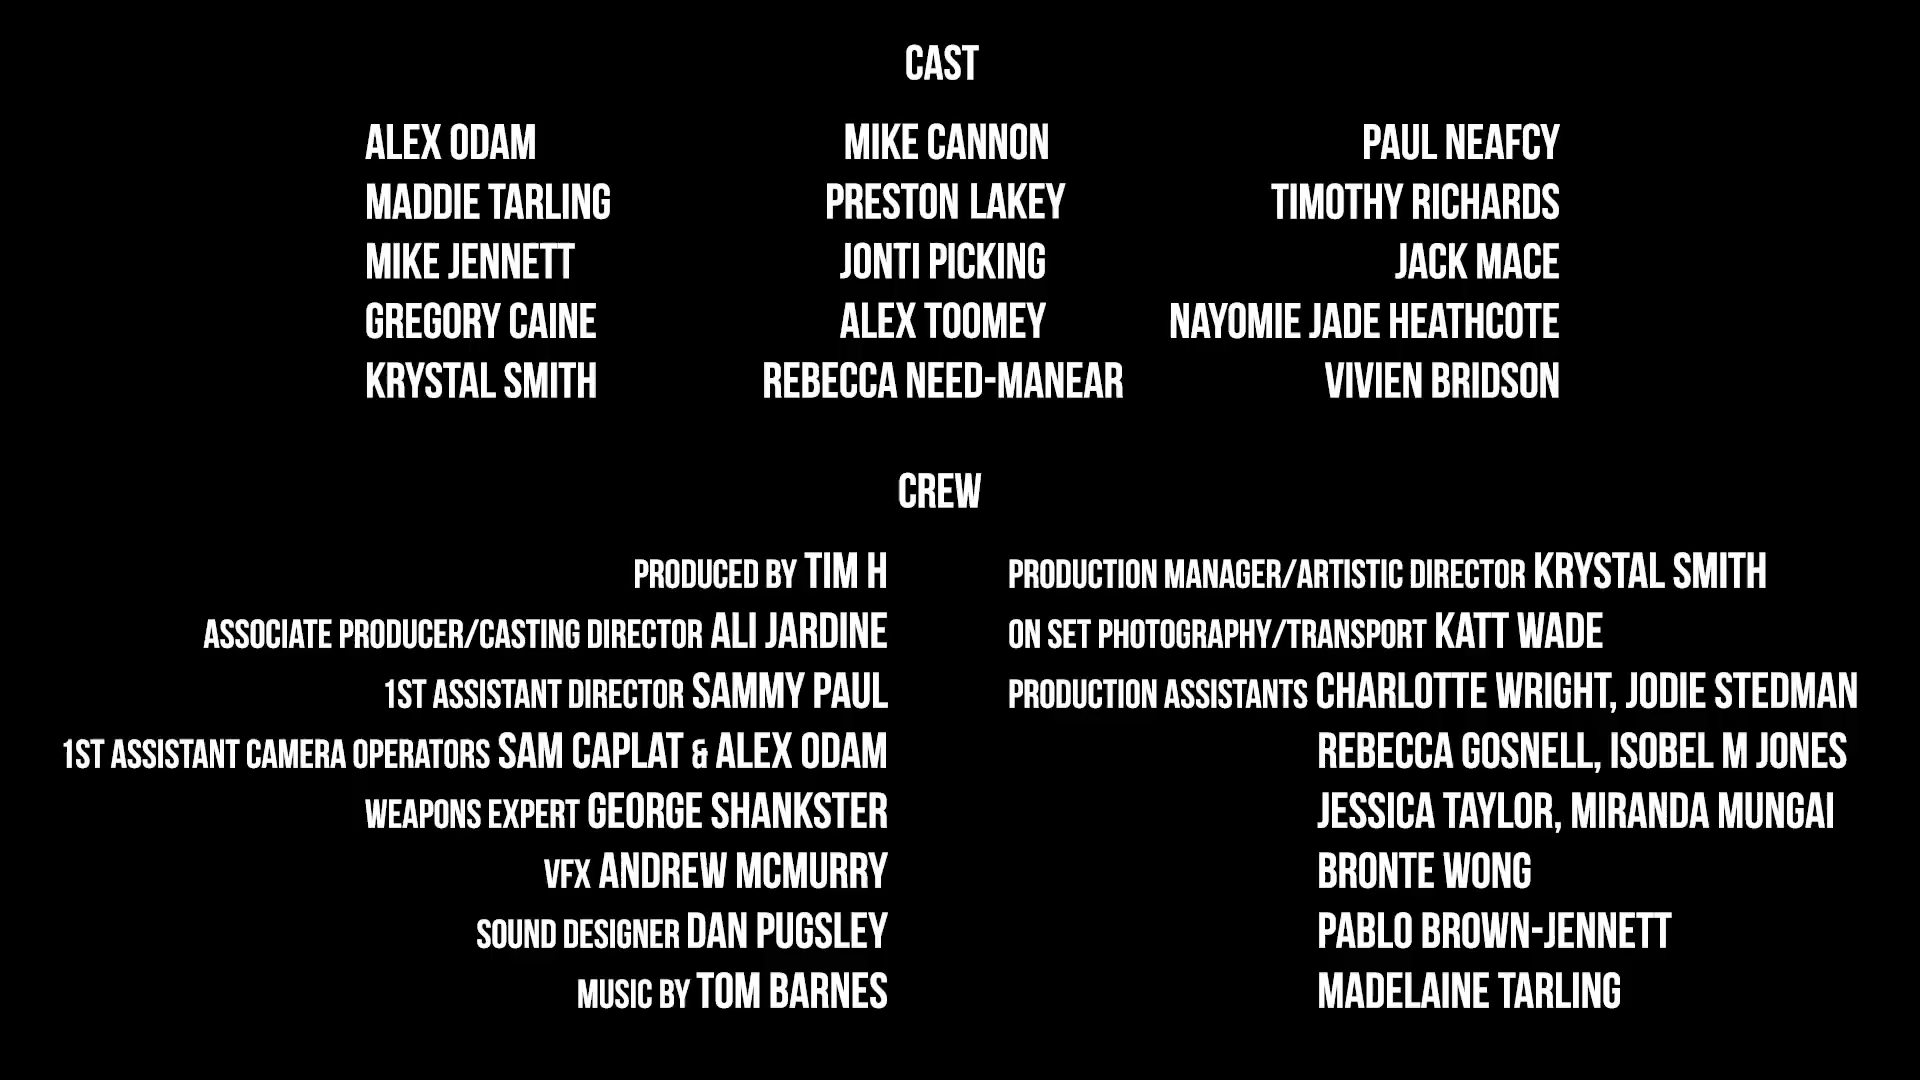 CAST
ALEX ODAM
MADDIE TARLING
MIKE JENNETT
GREGORY CAINE
KRYSTAL SMITH
MIKE CANNON
PRESTON LAKEY
JONTI PICKING
ALEX TOOMEY
REBECCA NEED-MANEAR
PAUL NEAFCY
TIMOTHY RICHARDS
JACK MACE
NAYOMIE JADE HEATHCOTE
VIVIEN BRIDSON
CREW
PRODUCED BY TIM H
ASSOCIATE PRODUCER/CASTING DIRECTOR ALI JARDINE
1ST ASSISTANT DIRECTOR SAMMY PAUL
1ST ASSISTANT CAMERA OPERATORS SAM CAPLAT & ALEX ODAM
WEAPONS EXPERT GEORGE SHANKSTER
VFX ANDREW MCMURRY
SOUND DESIGNER DAN PUGSLEY
MUSIC BY TOM BARNES
PRODUCTION MANAGER/ARTISTIC DIRECTOR KRYSTAL SMITH
ON SET PHOTOGRAPHY/TRANSPORT KATT WADE
PRODUCTION ASSISTANTS CHARLOTTE WRIGHT, JODIE STEDMAN
REBECCA GOSNELL, ISOBEL M JONES
JESSICA TAYLOR, MIRANDA MUNGAI
BRONTE WONG
PABLO BROWN-JENNETT
MADELAINE TARLING